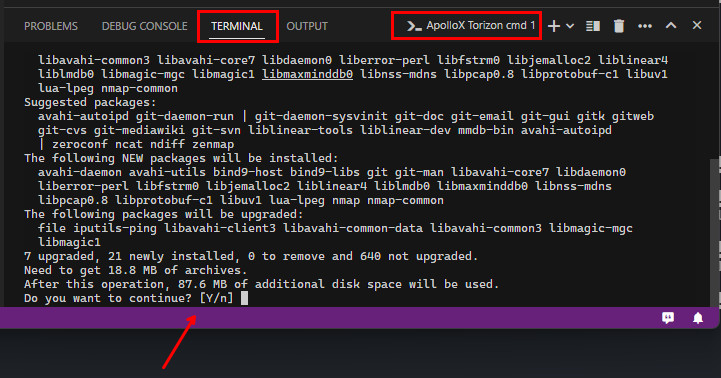 PROBLEMS DEBUG CONSOLE TERMINAL OUTPUT ApolloX Torizon cmd 1
libavahi-common3 libavahi-core7 libdaemon0 liberror-perl libfstrm0 libjemalloc2 liblinear4
liblmdb0 libmagic-mgc libmagic1 libmaxminddb0 libnss-mdns libpcap0.8 libprotobuf-c1 libuv1
lua-lpeg nmap-common
Suggested packages:
avahi-autoipd git-daemon-run | git-daemon-sysvinit git-doc git-email git-gui gitk gitweb
git-cvs git-mediawiki git-svn liblinear-tools liblinear-dev mmdb-bin avahi-autoipd
| zeroconf ncat ndiff zenmap
The following NEW packages will be installed:
avahi-daemon avahi-utils bind9-host bind9-libs git git-man libavahi-core7 libdaemon0
liberror-perl libfstrm0 libjemalloc2 liblinear4 liblmdb0 libmaxminddb0 libnss-mdns
libpcap0.8 libprotobuf-c1 libuv1 lua-lpeg nmap nmap-common
The following packages will be upgraded:
file iputils-ping libavahi-client3 libavahi-common-data libavahi-common3 libmagic-mgc
libmagic1
7 upgraded, 21 newly installed, 0 to remove and 640 not upgraded.
Need to get 18.8 MB of archives.
After this operation, 87.6 MB of additional disk space will be used.
Do you want to continue? [Y/n]